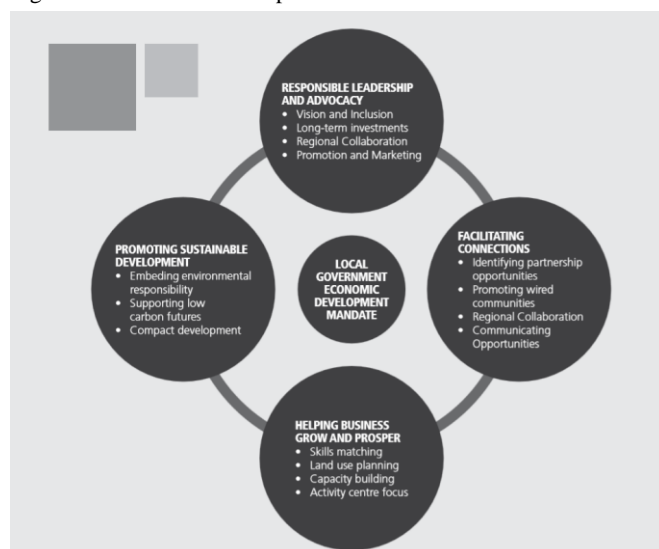 RESPONSIBLE LEADERSHIP
AND ADVOCACY
• Vision and Inclusion
• Long-term investments
• Regional Collaboration
• Promotion and Marketing
PROMOTING SUSTAINABLE
DEVELOPMENT
• Embeding environmental
responsibility
• Supporting low
carbon futures
• Compact development
LOCAL
GOVERNMENT
ECONOMIC
DEVELOPMENT
MANDATE
FACILITATING
CONNECTIONS
• Identifying partnership
opportunities
• Promoting wired
communities
• Regional Collaboration
• Communicating
Opportunities
HELPING BUSINESS
GROW AND PROSPER
• Skills matching
• Land use planning
• Capacity building
• Activity centre focus